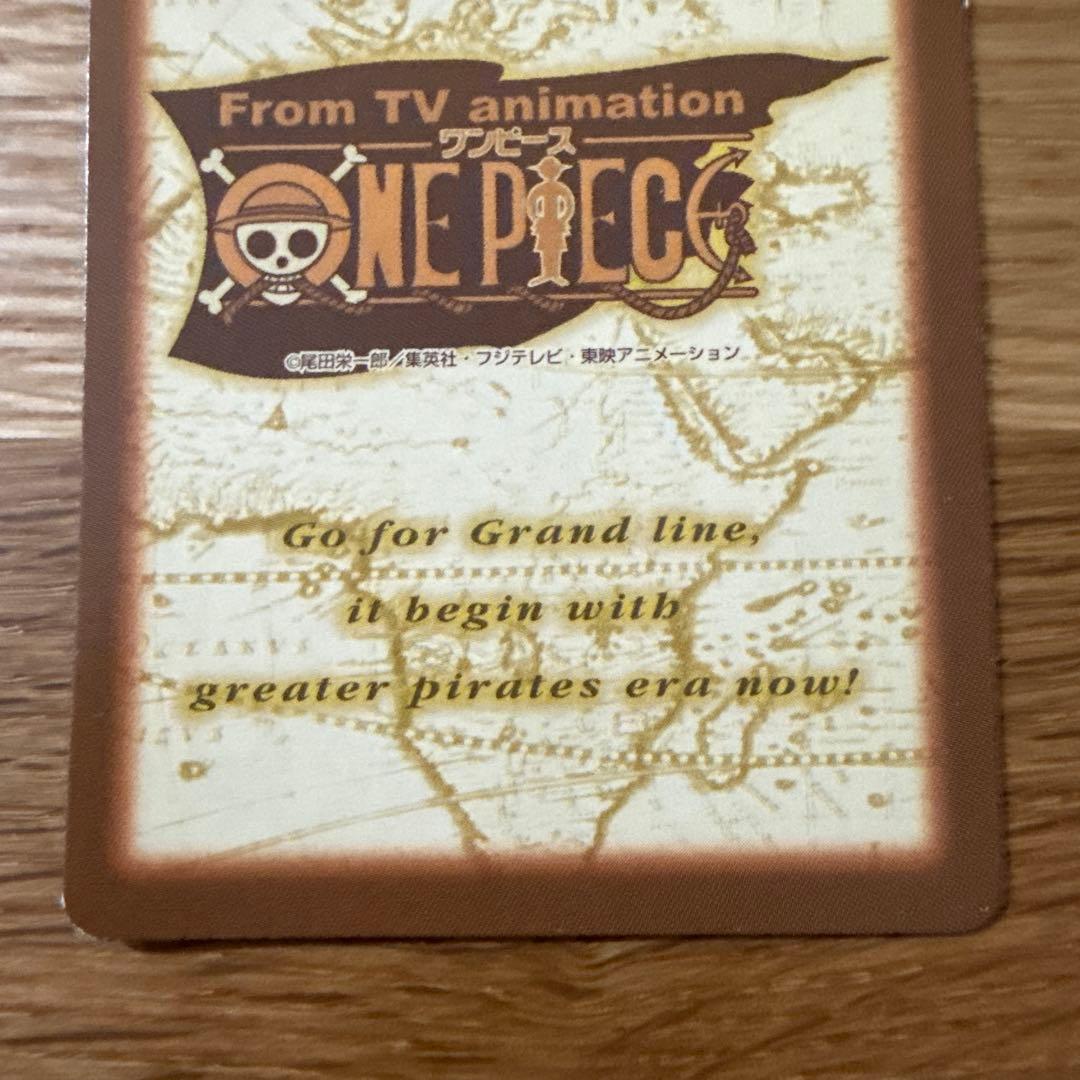 From TV animation
ワンピース
ONE PIECE
©尾田栄一郎／集英社・フジテレビ・東映アニメーション
Go for Grand line,
it begin with
greater pirates era now!